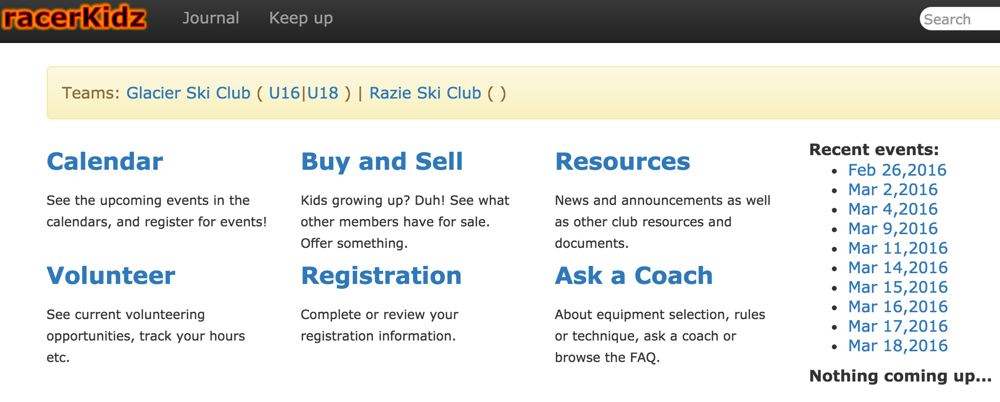 racerKidz Journal Keep up Search
Teams: Glacier Ski Club ( U16|U18 ) | Razie Ski Club ( )
Calendar
See the upcoming events in the
calendars, and register for events!
Buy and Sell
Kids growing up? Duh! See what
other members have for sale.
Offer something.
Resources
News and announcements as well
as other club resources and
documents.
Volunteer
See current volunteering
opportunities, track your hours
etc.
Registration
Complete or review your
registration information.
Ask a Coach
About equipment selection, rules
or technique, ask a coach or
browse the FAQ.
Recent events:
• Feb 26,2016
• Mar 2,2016
• Mar 4,2016
• Mar 9,2016
• Mar 11,2016
• Mar 14,2016
• Mar 15,2016
• Mar 16,2016
• Mar 17,2016
• Mar 18,2016
Nothing coming up...